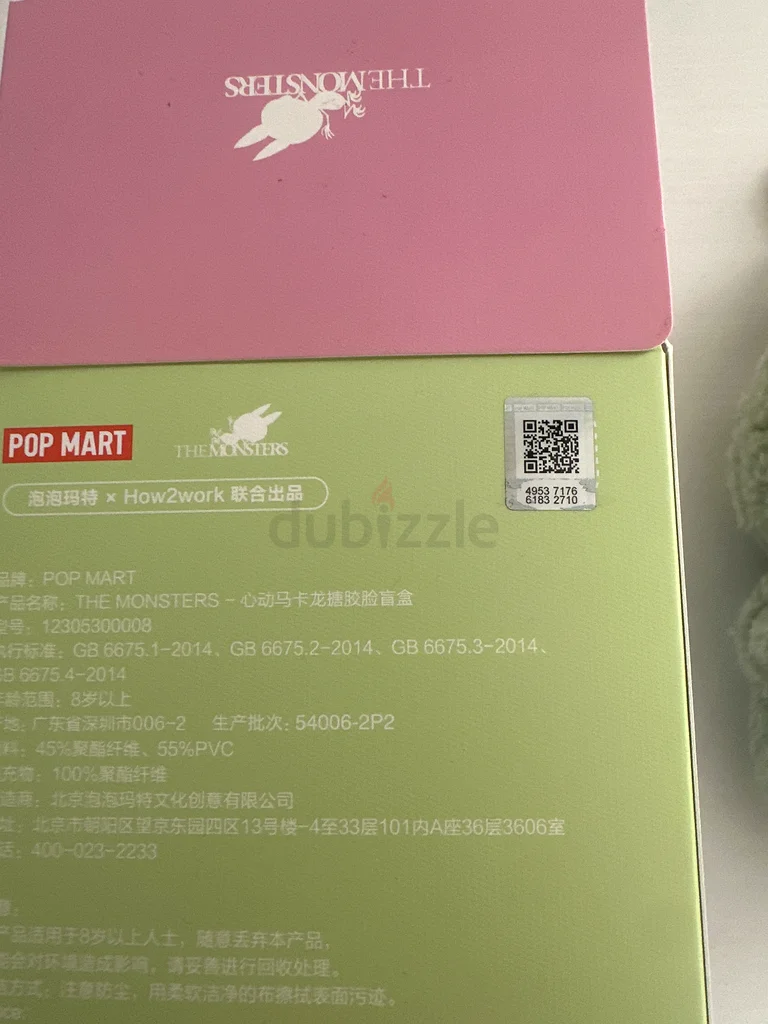 THE MONSTERS
POP MART
THE MONSTERS
泡泡玛特 × How2work 联合出品
4953 7176
6183 2710
dubizzle
品牌: POP MART
产品名称: THE MONSTERS - 心动马卡龙搪胶脸盲盒
型号: 12305300008
执行标准: GB 6675.1-2014、GB 6675.2-2014、GB 6675.3-2014、
GB 6675.4-2014
年龄范围: 8岁以上
产地: 广东省深圳市006-2 生产批次: 54006-2P2
料: 45%聚酯纤维、55%PVC
充物: 100%聚酯纤维
造商: 北京泡泡玛特文化创意有限公司
址: 北京市朝阳区望京东园四区13号楼-4至33层101内A座36层3606室
话: 400-023-2233
意:
产品适用于8岁以上人士，随意丢弃本产品，
能会对环境造成影响，请妥善进行回收处理。
方式: 注意防尘，用柔软洁净的布擦拭表面污迹。